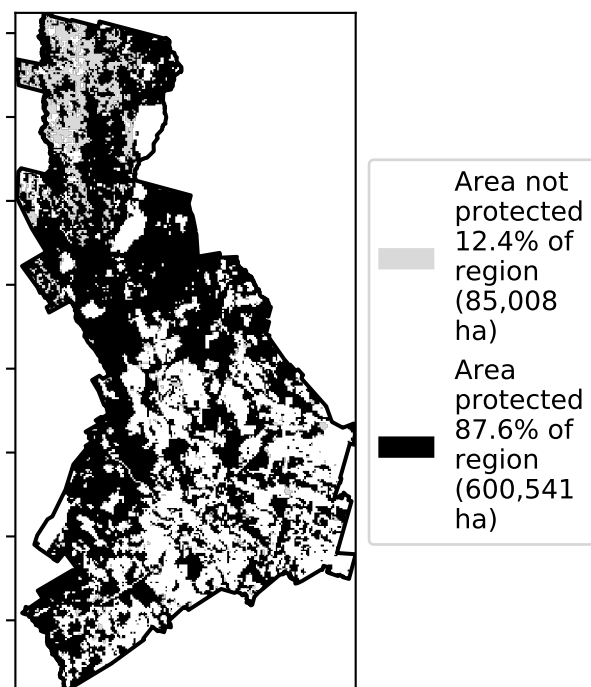 Area not
protected
12.4% of
region
(85,008
ha)
Area
protected
87.6% of
region
(600,541
ha)